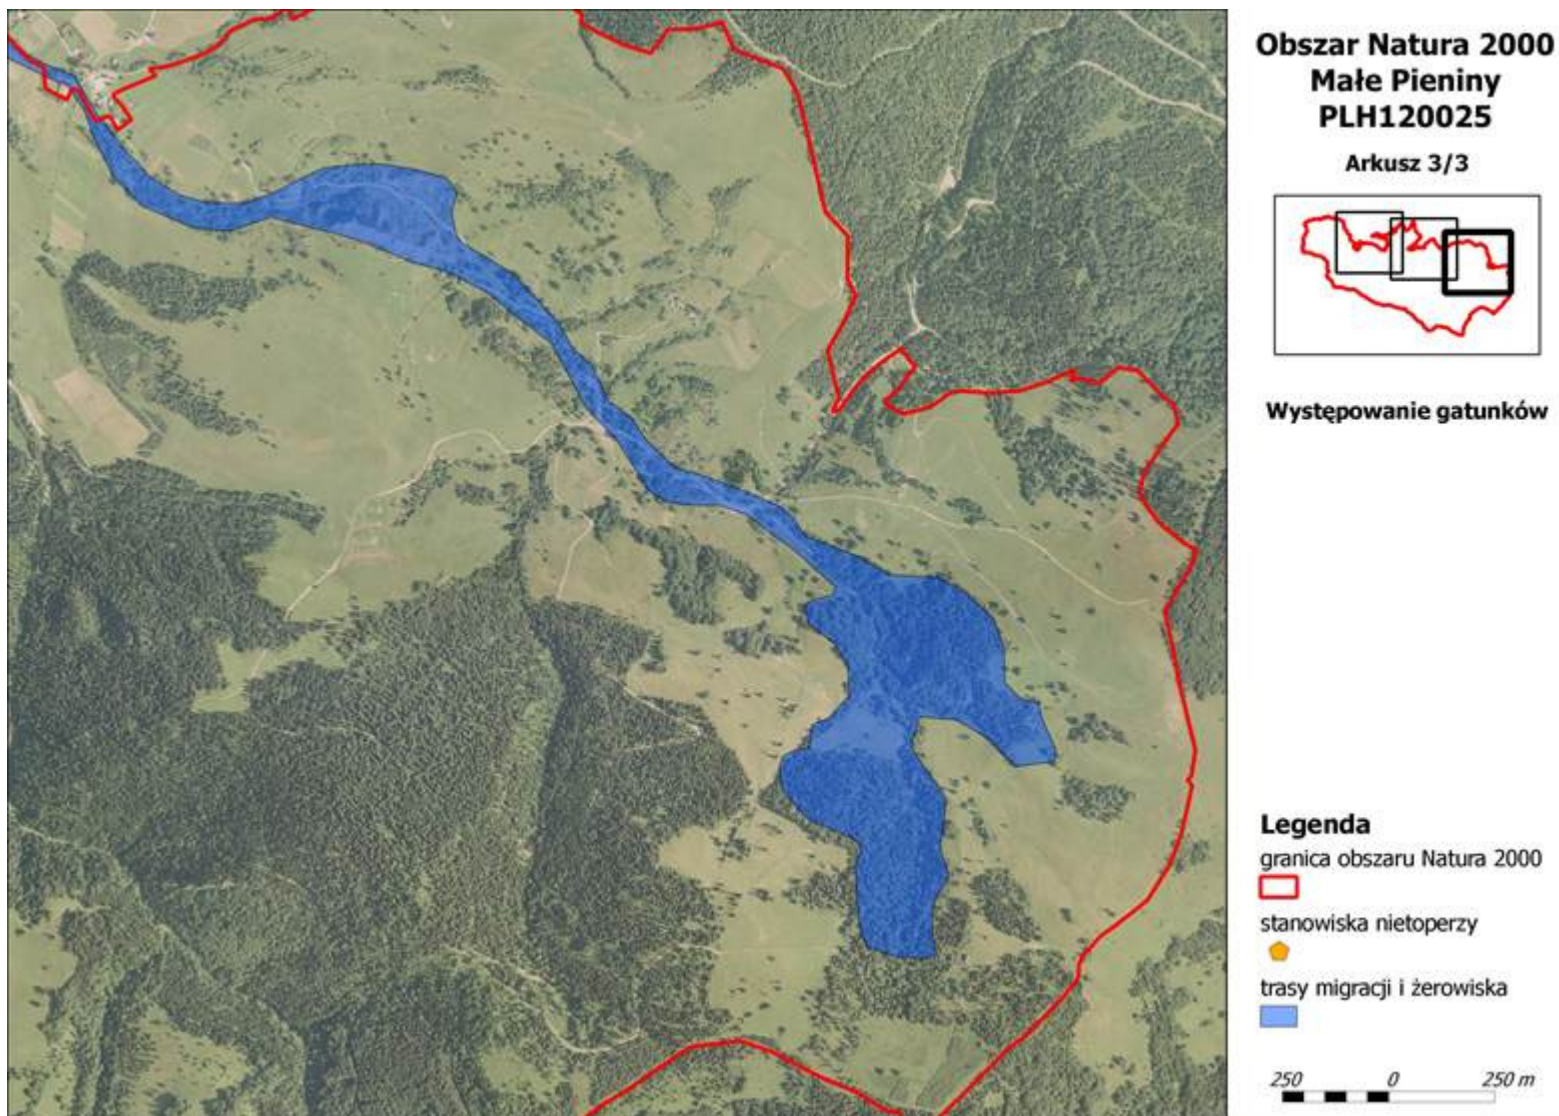 Obszar Natura 2000
Małe Pieniny
PLH120025
Arkusz 3/3
Występowanie gatunków
Legenda
granica obszaru Natura 2000
stanowiska nietoperzy
trasy migracji i żerowiska
250 0 250 m